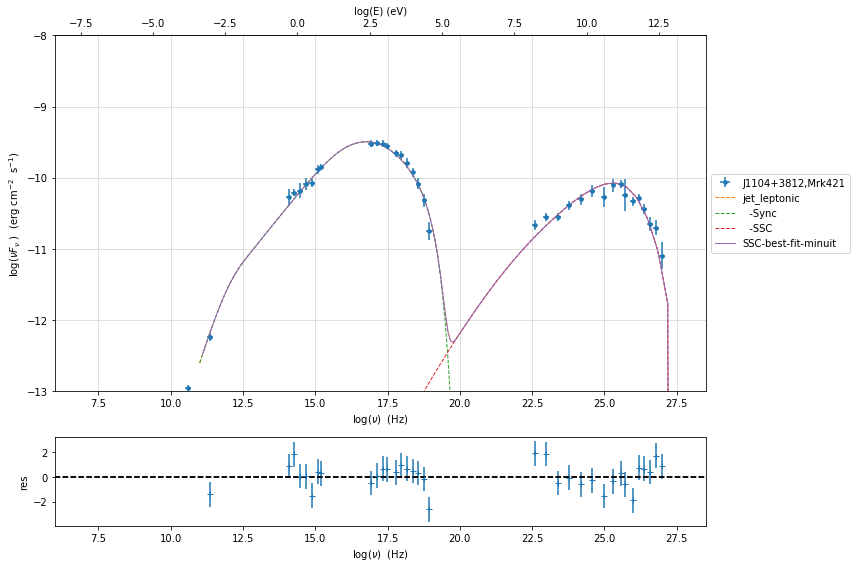 log(E) (eV)
−7.5 −5.0 −2.5 0.0 2.5 5.0 7.5 10.0 12.5
−8
−9
−10
−11
−12
−13
log(νFν ) (erg cm⁻² s⁻¹)
7.5 10.0 12.5 15.0 17.5 20.0 22.5 25.0 27.5
log(ν) (Hz)
J1104+3812,Mrk421
jet_leptonic
-Sync
-SSC
SSC-best-fit-minuit
2
0
−2
res
7.5 10.0 12.5 15.0 17.5 20.0 22.5 25.0 27.5
log(ν) (Hz)